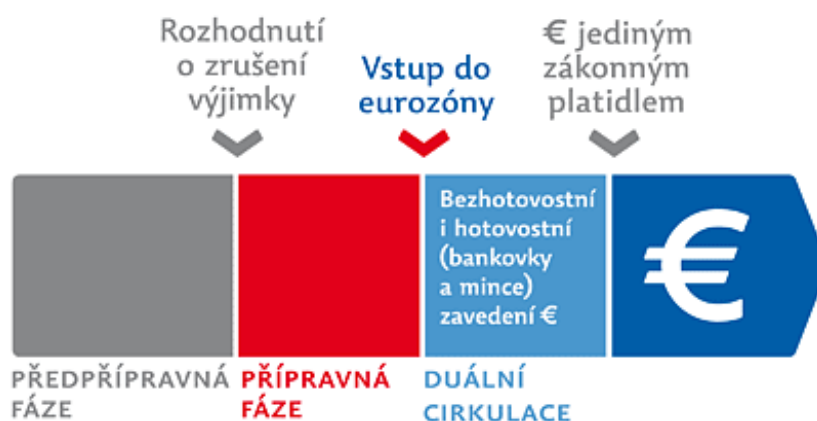 Rozhodnutí
o zrušení
výjimky
Vstup do
eurozóny
€ jediným
zákonným
platidlem
Bezhotovostní
i hotovostní
(bankovky
a mince)
zavedení €
€
PŘEDPŘÍPRAVNÁ
FÁZE
PŘÍPRAVNÁ
FÁZE
DUÁLNÍ
CIRKULACE